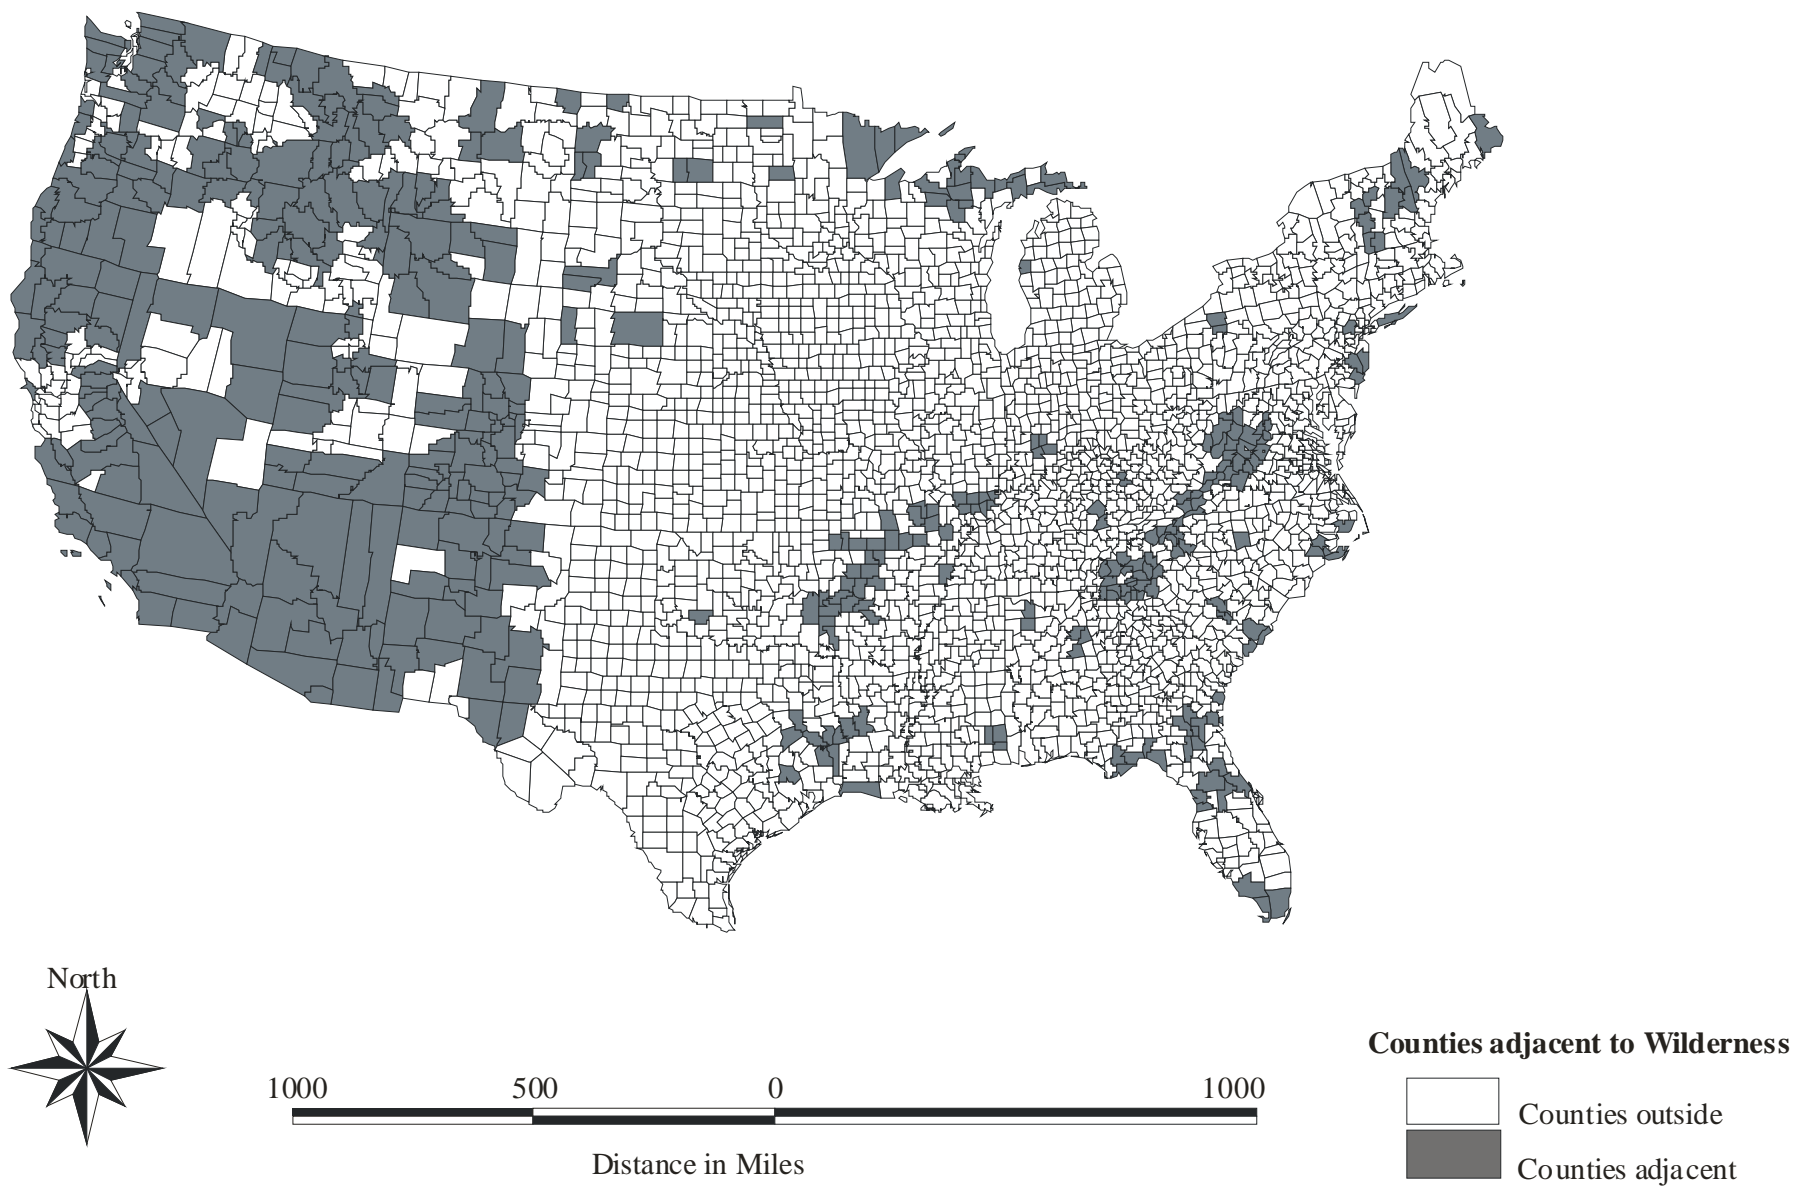 North
1000 500 0 1000
Distance in Miles
Counties adjacent to Wilderness
Counties outside
Counties adjacent